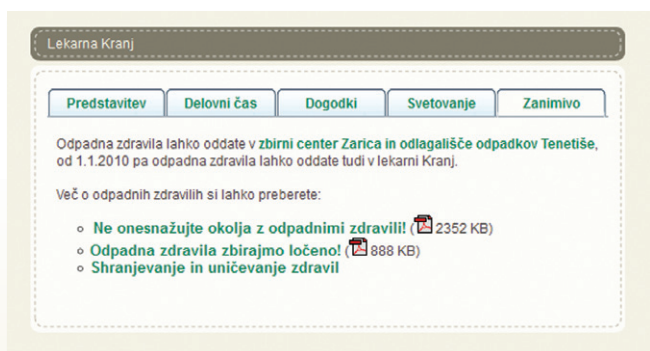 Lekarna Kranj
Predstavitev Delovni čas Dogodki Svetovanje Zanimivo
Odpadna zdravila lahko oddate v zbirni center Zarica in odlagališče odpadkov Tenetiše,
od 1.1.2010 pa odpadna zdravila lahko oddate tudi v lekarni Kranj.
Več o odpadnih zdravilih si lahko preberete:
Ne onesnažujte okolja z odpadnimi zdravili! (2352 KB)
Odpadna zdravila zbirajmo ločeno! (888 KB)
Shranjevanje in uničevanje zdravil